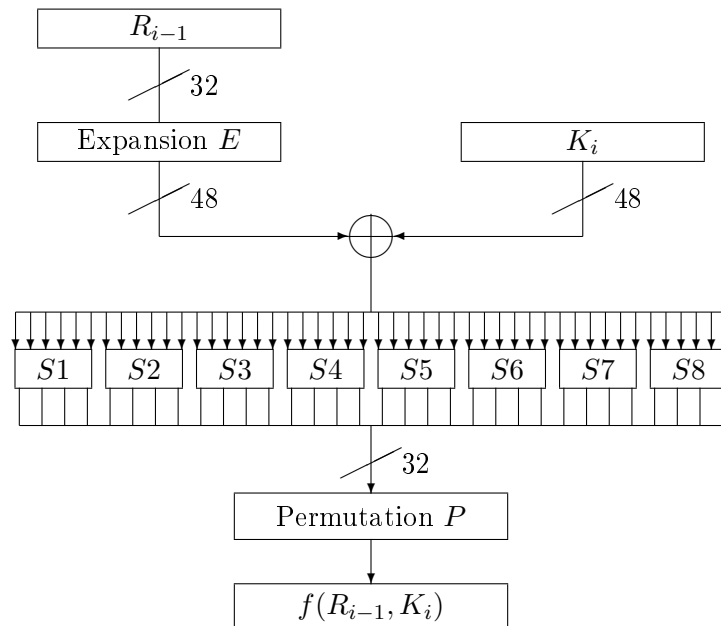 R_{i−1}
32
Expansion E
K_i
48
48
S1 S2 S3 S4 S5 S6 S7 S8
32
Permutation P
f(R_{i−1}, K_i)